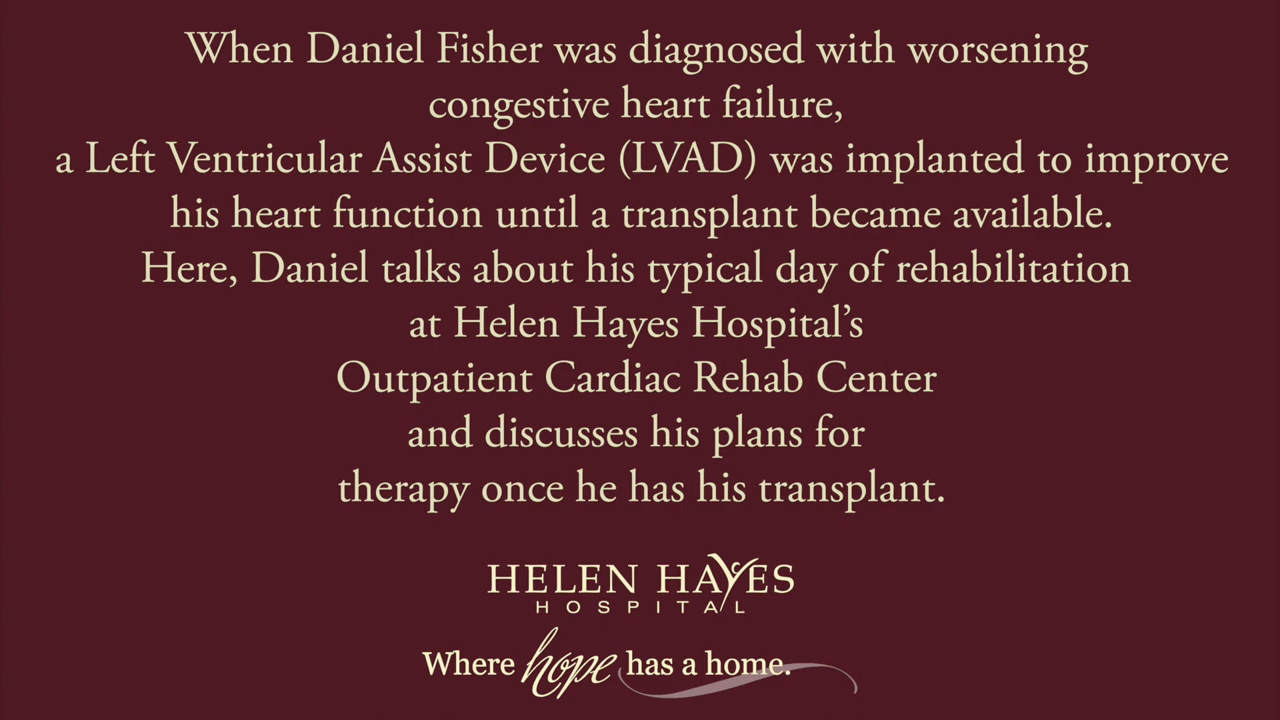 When Daniel Fisher was diagnosed with worsening
congestive heart failure,
a Left Ventricular Assist Device (LVAD) was implanted to improve
his heart function until a transplant became available.
Here, Daniel talks about his typical day of rehabilitation
at Helen Hayes Hospital’s
Outpatient Cardiac Rehab Center
and discusses his plans for
therapy once he has his transplant.
HELEN HAYES
HOSPITAL
Where hope has a home.